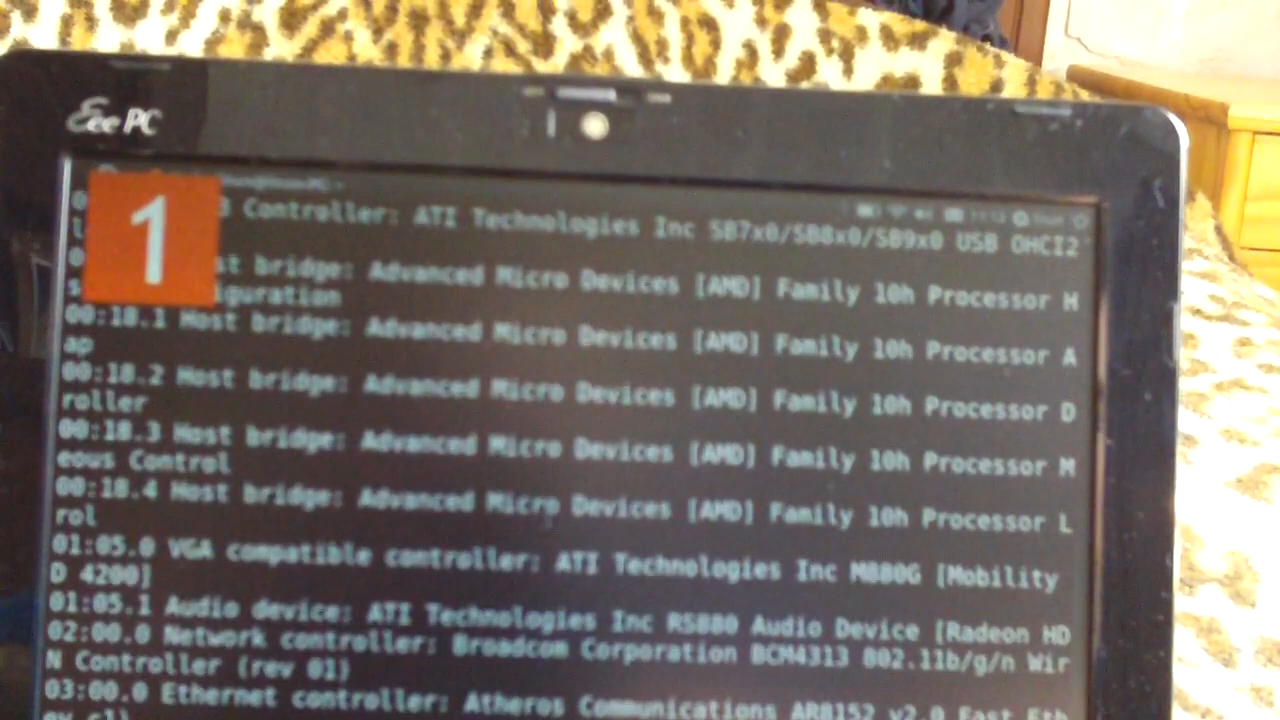 Eee PC
1
Controller: ATI Technologies Inc SB7x0/SB8x0/SB9x0 USB OHCI2
st bridge: Advanced Micro Devices [AMD] Family 10h Processor H
iguration
00:18.1 Host bridge: Advanced Micro Devices [AMD] Family 10h Processor A
ap
00:18.2 Host bridge: Advanced Micro Devices [AMD] Family 10h Processor D
roller
00:18.3 Host bridge: Advanced Micro Devices [AMD] Family 10h Processor M
eous Control
00:18.4 Host bridge: Advanced Micro Devices [AMD] Family 10h Processor L
rol
01:05.0 VGA compatible controller: ATI Technologies Inc M880G [Mobility
D 4200]
01:05.1 Audio device: ATI Technologies Inc RS880 Audio Device [Radeon HD
02:00.0 Network controller: Broadcom Corporation BCM4313 802.11b/g/n Wir
N Controller (rev 01)
03:00.0 Ethernet controller: Atheros Communications AR8152 v2.0 Fast Eth